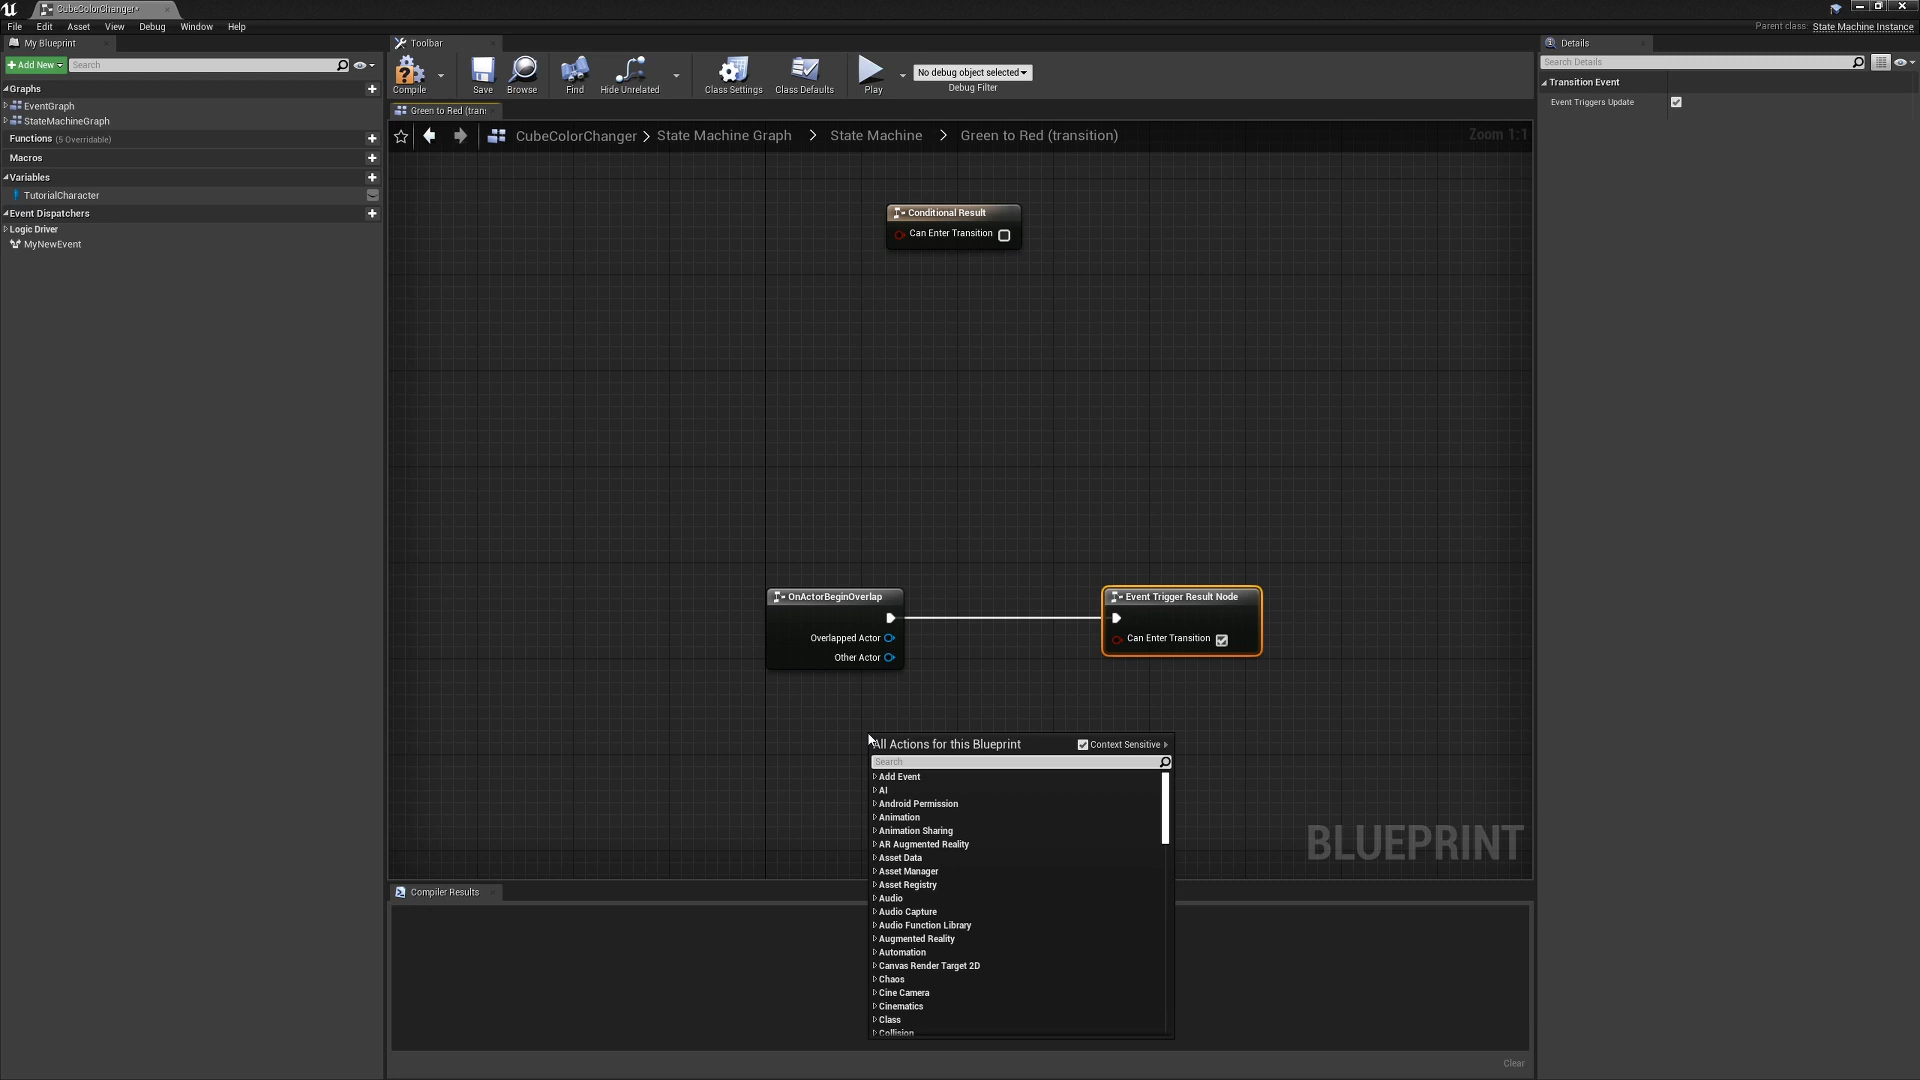 CubeColorChanger*
File Edit Asset View Debug Window Help
Parent class: State Machine Instance
My Blueprint
Add New Search
Graphs
EventGraph
StateMachineGraph
Functions (5 Overridable)
Macros
Variables
TutorialCharacter
Event Dispatchers
Logic Driver
MyNewEvent
Toolbar
Compile Save Browse Find Hide Unrelated Class Settings Class Defaults Play
No debug object selected
Debug Filter
Green to Red (tran
CubeColorChanger > State Machine Graph > State Machine > Green to Red (transition)
Zoom 1:1
Conditional Result
Can Enter Transition
OnActorBeginOverlap
Overlapped Actor
Other Actor
Event Trigger Result Node
Can Enter Transition
All Actions for this Blueprint Context Sensitive
Search
Add Event
AI
Android Permission
Animation
Animation Sharing
AR Augmented Reality
Asset Data
Asset Manager
Asset Registry
Audio
Audio Capture
Audio Function Library
Augmented Reality
Automation
Canvas Render Target 2D
Chaos
Cine Camera
Cinematics
Class
Collision
BLUEPRINT
Compiler Results
Clear
Details
Search Details
Transition Event
Event Triggers Update